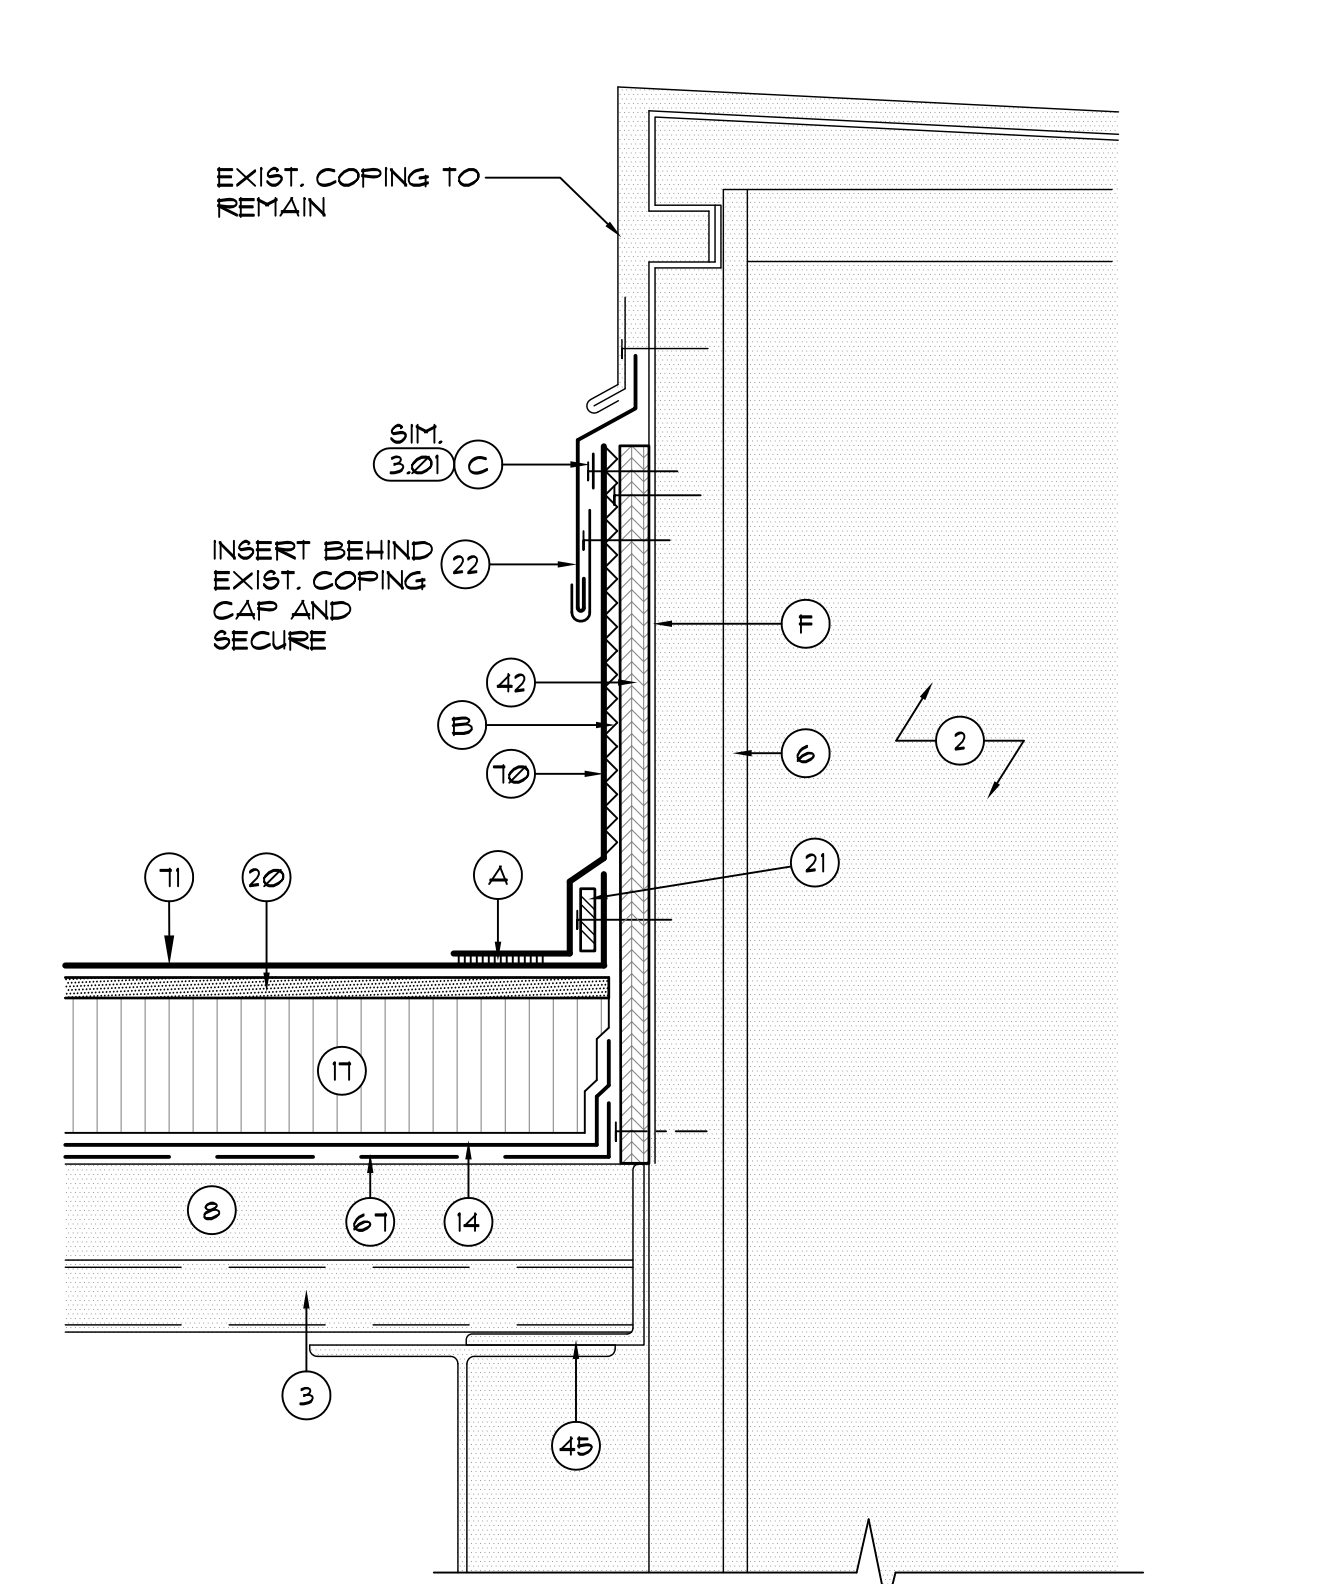 EXIST. COPING TO
REMAIN
SIM.
3.01 C
INSERT BEHIND
EXIST. COPING
CAP AND
SECURE
22
F
42
B
6
2
70
21
71
20
A
17
8
67
14
3
45